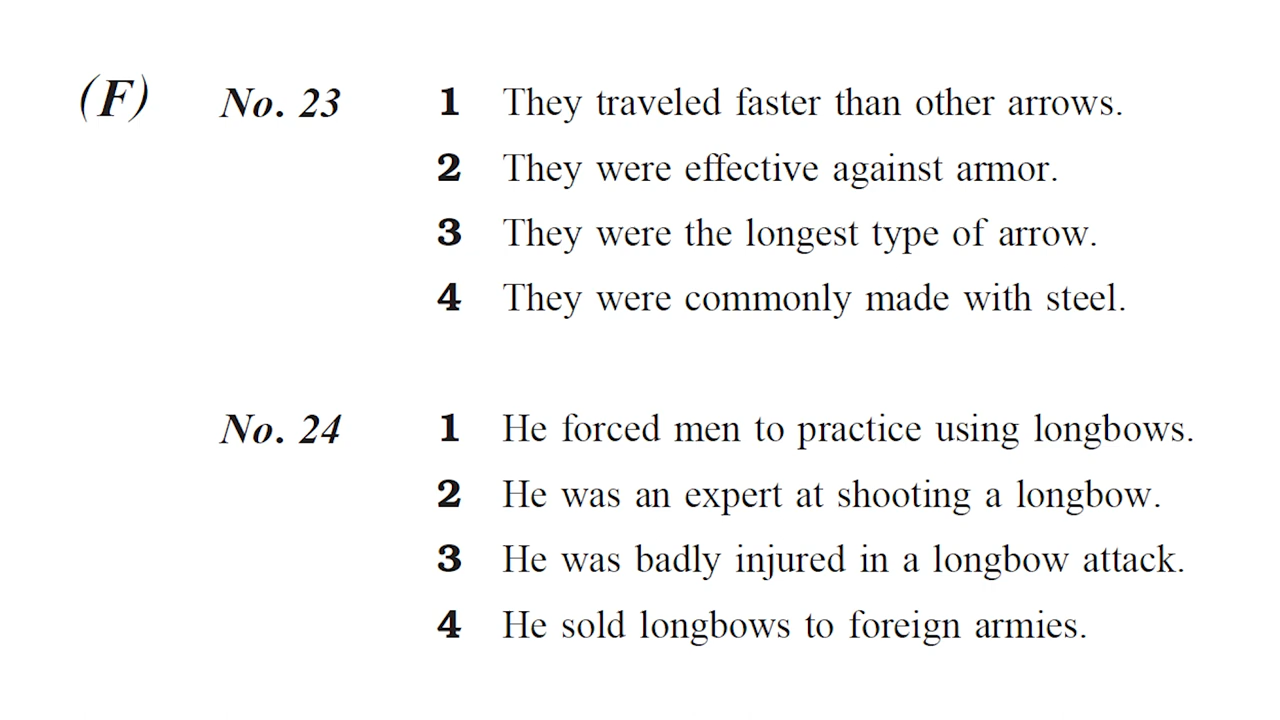 (F) No. 23 1 They traveled faster than other arrows.
2 They were effective against armor.
3 They were the longest type of arrow.
4 They were commonly made with steel.
No. 24 1 He forced men to practice using longbows.
2 He was an expert at shooting a longbow.
3 He was badly injured in a longbow attack.
4 He sold longbows to foreign armies.